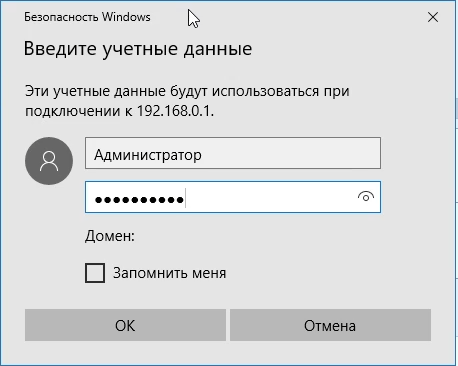 Безопасность Windows
Введите учетные данные
Эти учетные данные будут использоваться при
подключении к 192.168.0.1.
Администратор
●●●●●●●●●●
Домен:
Запомнить меня
ОК
Отмена